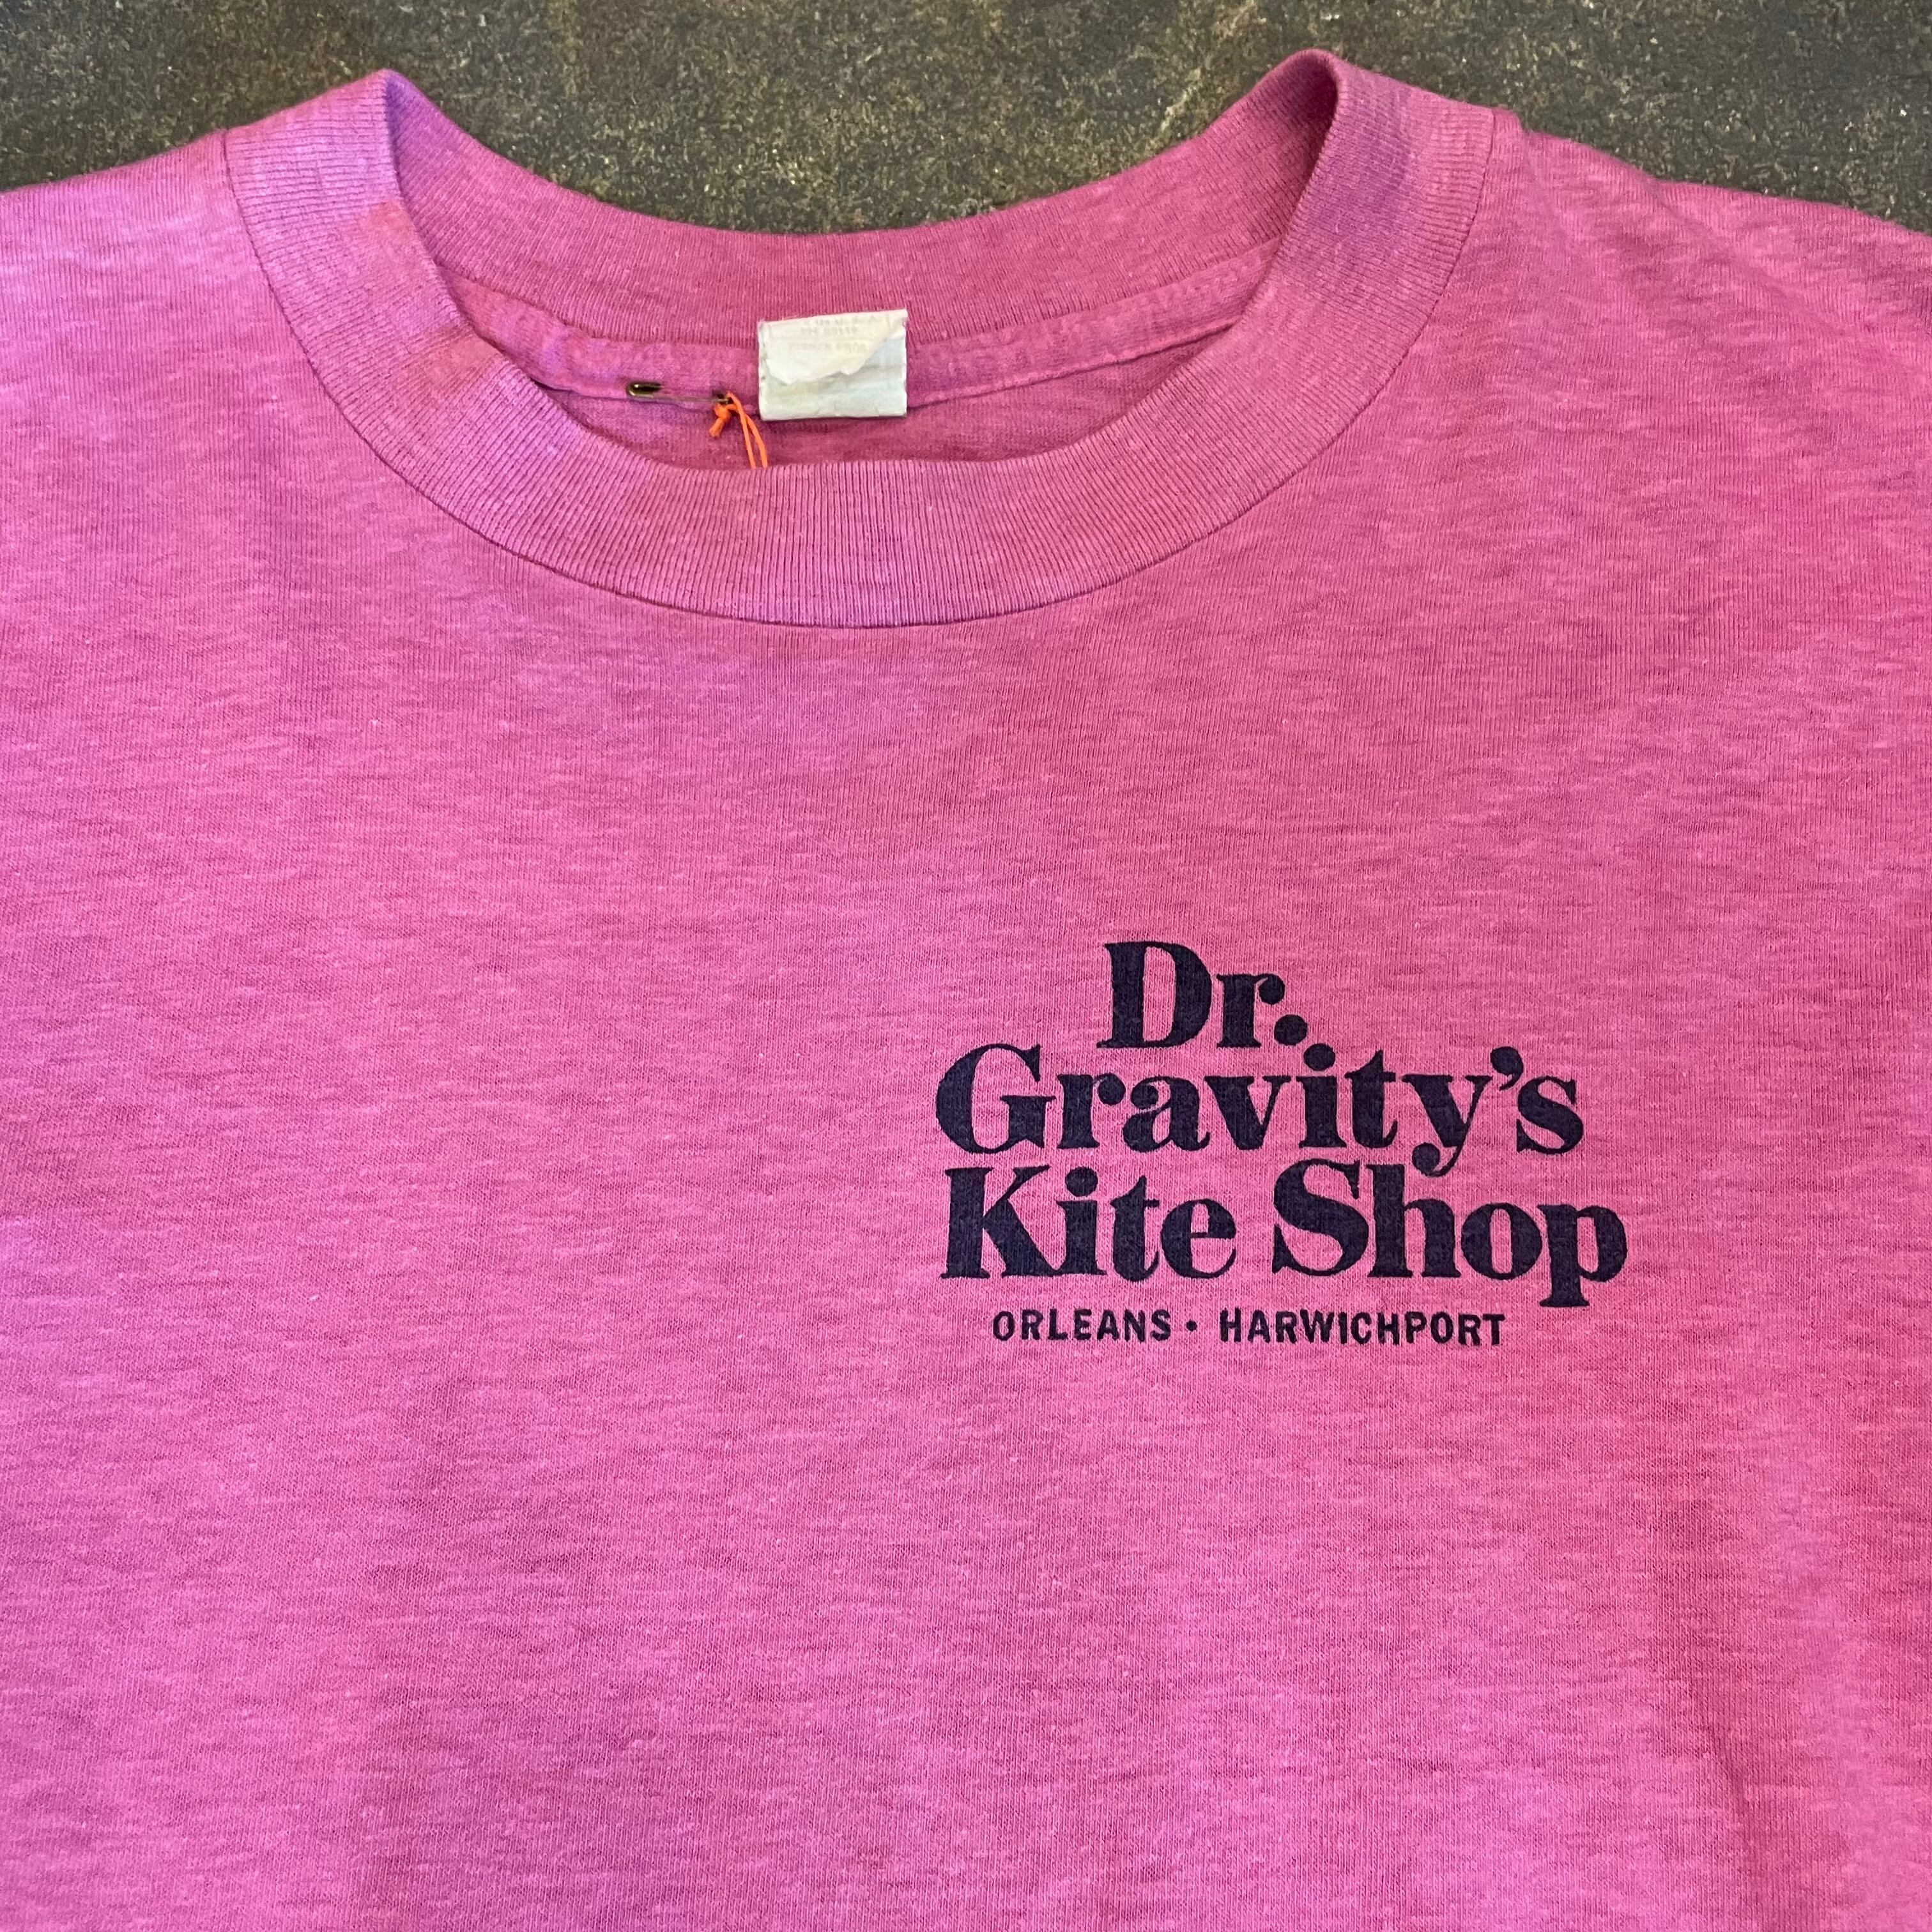 Dr.
Gravity's
Kite Shop
ORLEANS • HARWICHPORT